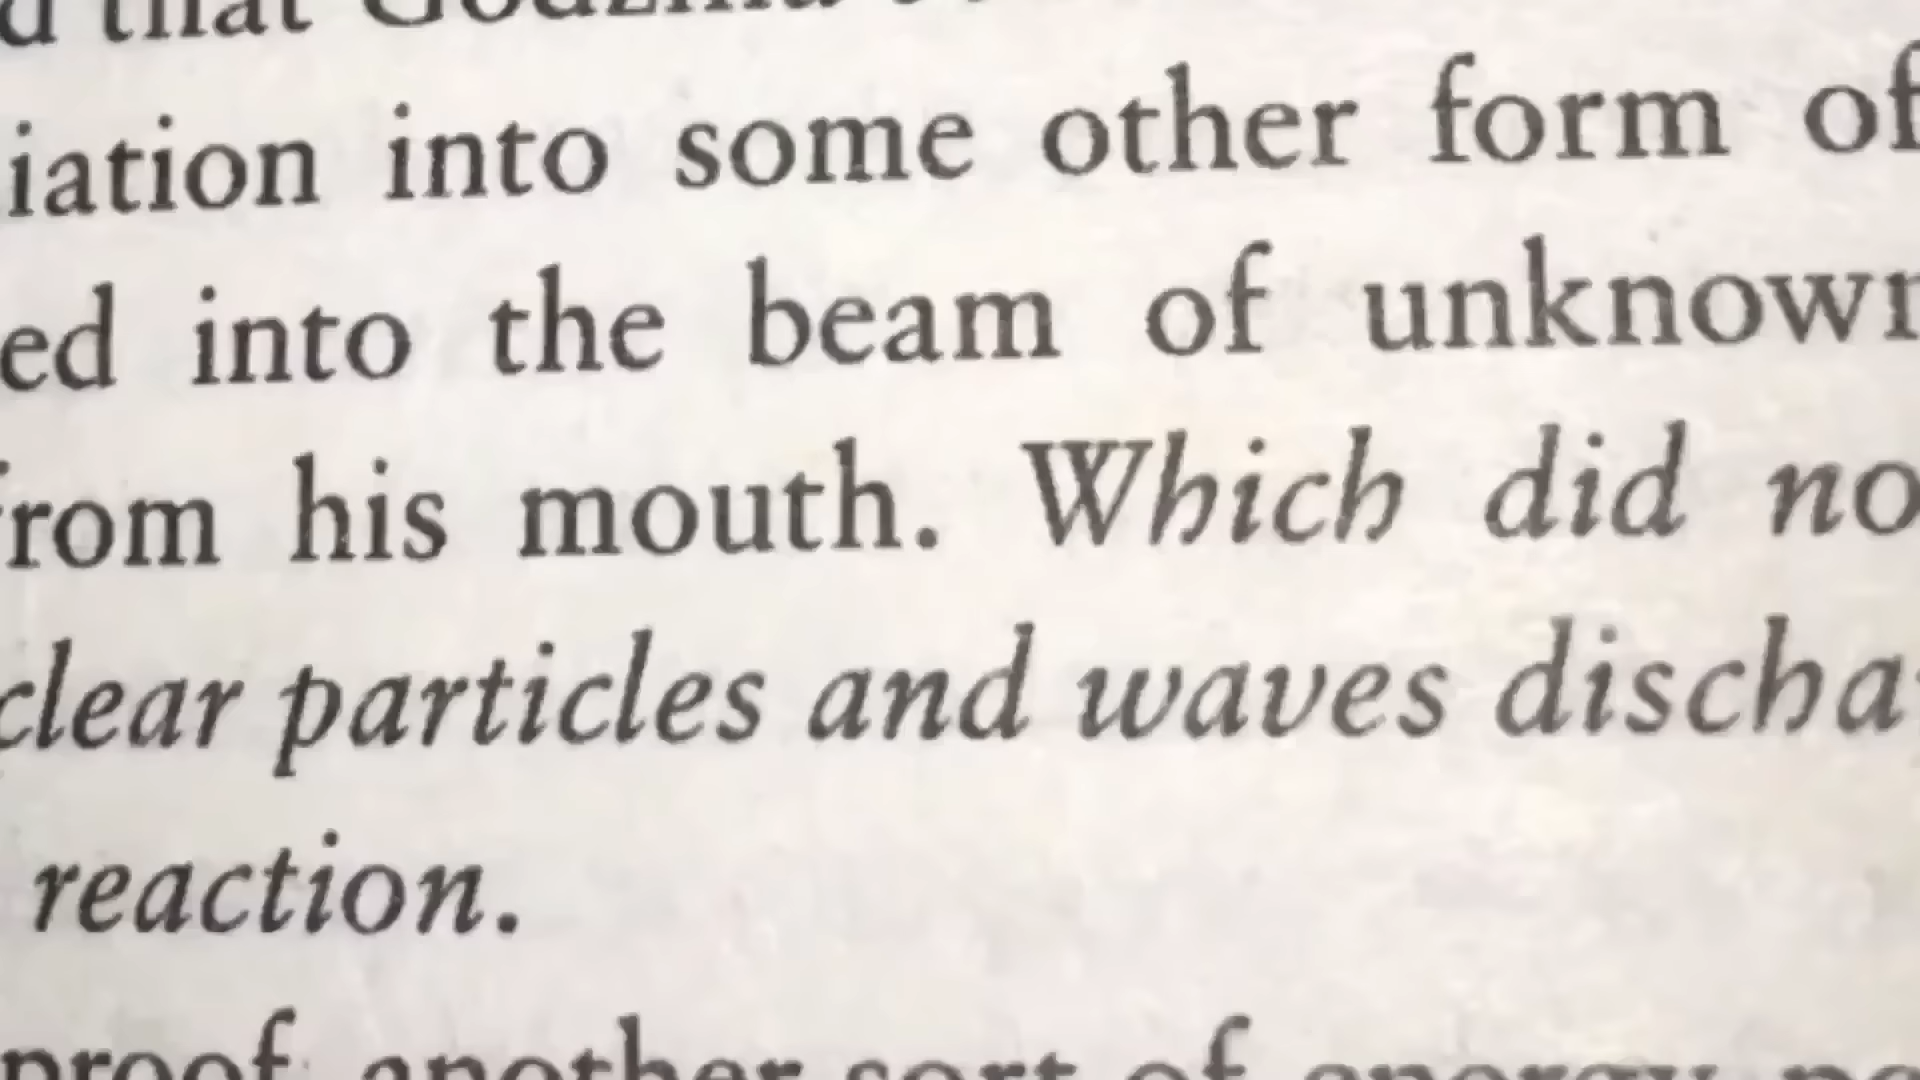 d that Godzilla
iation into some other form of
ed into the beam of unknown
from his mouth. Which did no
clear particles and waves discha
reaction.
proof, another sort of energy